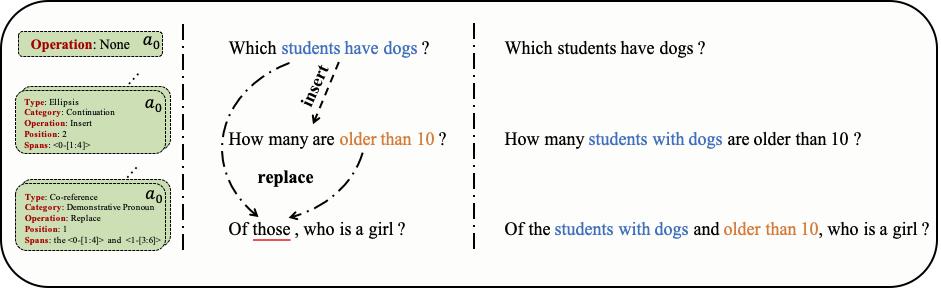 Operation: None a0
Which students have dogs ?
Which students have dogs ?
insert
Type: Ellipsis a0
Category: Continuation
Operation: Insert
Position: 2
Spans: <0-[1:4]>
How many are older than 10 ?
How many students with dogs are older than 10 ?
replace
Type: Co-reference a0
Category: Demonstrative Pronoun
Operation: Replace
Position: 1
Spans: the <0-[1:4]> and <1-[3:6]>
Of those , who is a girl ?
Of the students with dogs and older than 10, who is a girl ?